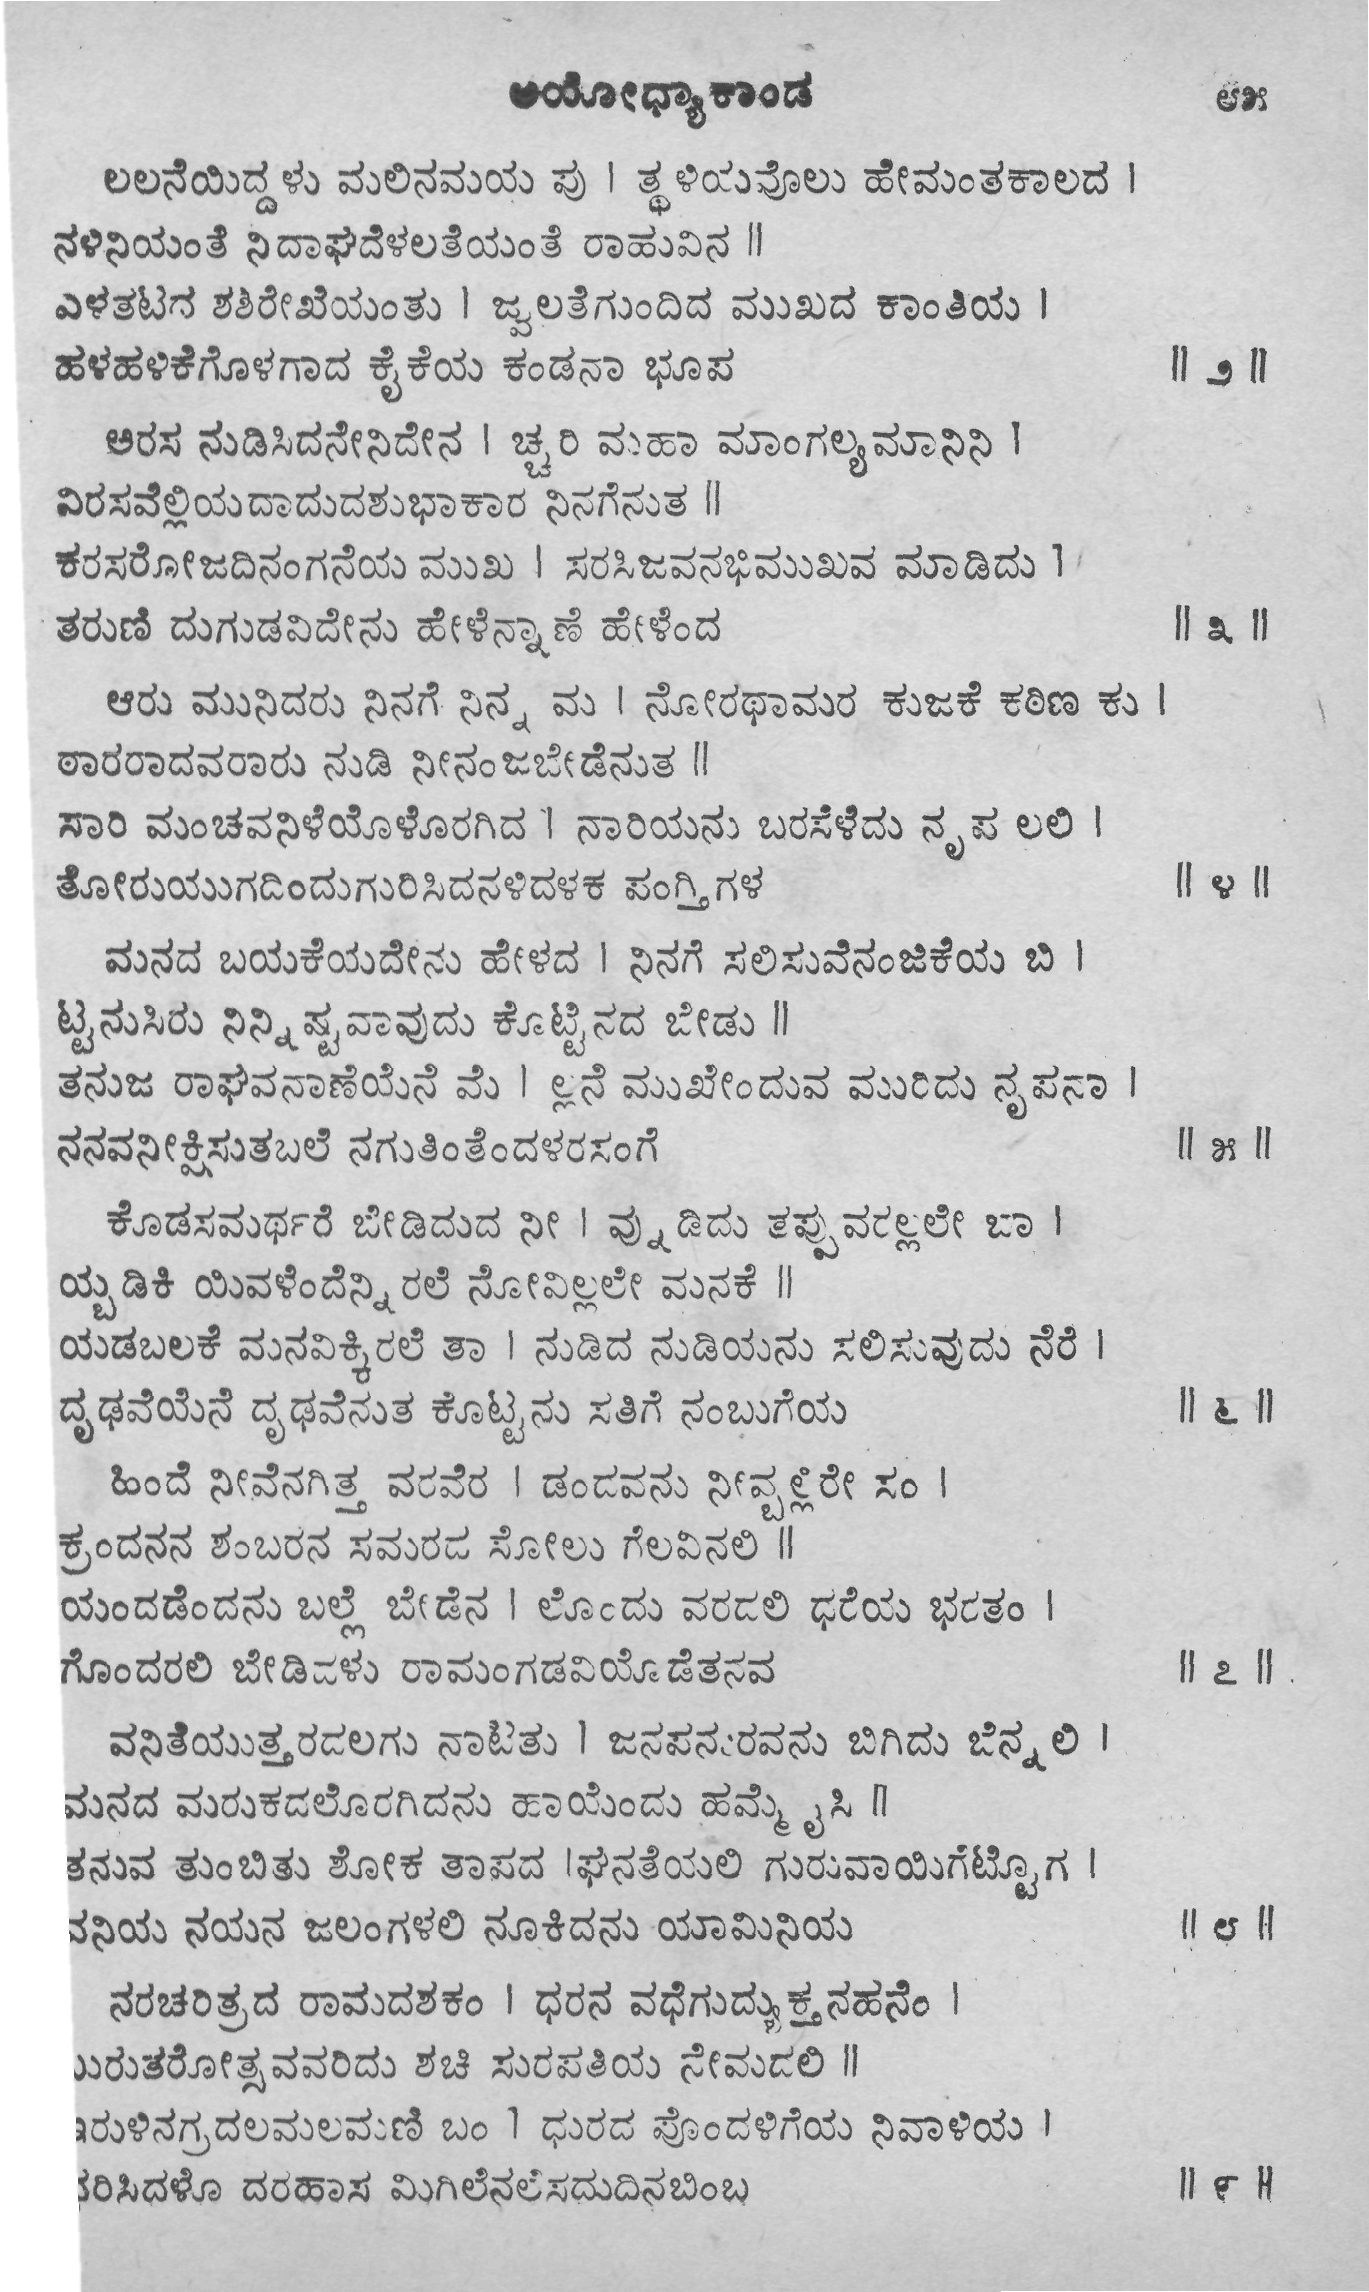 ಅಯೋಧ್ಯಾಕಾಂಡ ೮೫
ಲಲನೆಯಿದ್ದಳು ಮಲಿನಮಯ ಪು । ತ್ಥಳಿಯವೊಲು ಹೇಮಂತಕಾಲದ ।
ನಳಿನಿಯಂತೆ ನಿದಾಘದೆಳಲತೆಯಂತೆ ರಾಹುವಿನ ॥
ಎಳತಟದ ಶಶಿರೇಖೆಯಂತು । ಜ್ವಲತೆಗುಂದಿದ ಮುಖದ ಕಾಂತಿಯ ।
ಹಳಹಳಿಕೆಗೊಳಗಾದ ಕೈಕೆಯ ಕಂಡನಾ ಭೂಪ ॥ ೨ ॥
ಅರಸ ನುಡಿಸಿದನೇನಿದೇನ । ಚ್ಚರಿ ಮಹಾ ಮಾಂಗಲ್ಯಮಾನಿನಿ ।
ವಿರಸವೆಲ್ಲಿಯದಾದುದಶುಭಾಕಾರ ನಿನಗೆನುತ ॥
ಕರಸರೋಜದಿನಂಗನೆಯ ಮುಖ । ಸರಸಿಜವನಭಿಮುಖವ ಮಾಡಿದು ।
ತರುಣಿ ದುಗುಡವಿದೇನು ಹೇಳೆನ್ನಾಣೆ ಹೇಳೆಂದ ॥ ೩ ॥
ಆರು ಮುನಿದರು ನಿನಗೆ ನಿನ್ನ ಮ । ನೋರಥಾಮರ ಕುಜಕೆ ಕಠಿಣ ಕು ।
ಠಾರರಾದವರಾರು ನುಡಿ ನೀನಂಜಬೇಡೆನುತ ॥
ಸಾರಿ ಮಂಚವನಿಳೆಯೊಳೊರಗಿದ । ನಾರಿಯನು ಬರಸೆಳೆದು ನೃಪ ಲಲಿ ।
ತೋರುಯುಗದಿಂದುಗುರಿಸಿದನಳಿದಳಕ ಪಂಗ್ತಿಗಳ ॥ ೪ ॥
ಮನದ ಬಯಕೆಯದೇನು ಹೇಳದ । ನಿನಗೆ ಸಲಿಸುವೆನಂಜಿಕೆಯ ಬಿ ।
ಟ್ಟನುಸಿರು ನಿನ್ನಿಷ್ಟವಾವುದು ಕೊಟ್ಟೆನದ ಬೇಡು ॥
ತನುಜ ರಾಘವನಾಣೆಯೆನೆ ಮೆ । ಲ್ಲನೆ ಮುಖೇಂದುವ ಮುರಿದು ನೃಪನಾ ।
ನನವನೀಕ್ಷಿಸುತಬಲೆ ನಗುತಿಂತೆಂದಳರಸಂಗೆ ॥ ೫ ॥
ಕೊಡಸಮರ್ಥರೆ ಬೇಡಿದುದ ನೀ । ವ್ನುಡಿದು ತಪ್ಪುವರಲ್ಲಲೇ ಬಾ ।
ಯ್ಬಡಿಕಿ ಯಿವಳೆಂದೆನ್ನಿರಲೆ ನೋವಿಲ್ಲಲೇ ಮನಕೆ ॥
ಯಡಬಲಕೆ ಮನವಿಕ್ಕಿರಲೆ ತಾ । ನುಡಿದ ನುಡಿಯನು ಸಲಿಸುವುದು ನೆರೆ ।
ದೃಢವೆಯೆನೆ ದೃಢವೆನುತ ಕೊಟ್ಟನು ಸತಿಗೆ ನಂಬುಗೆಯ ॥ ೬ ॥
ಹಿಂದೆ ನೀವೆನಗಿತ್ತ ವರವೆರ । ಡಂದವನು ನೀವ್ಬಲ್ಲಿರೇ ಸಂ ।
ಕ್ರಂದನನ ಶಂಬರನ ಸಮರದ ಸೋಲು ಗೆಲವಿನಲಿ ॥
ಯಂದಡೆಂದನು ಬಲ್ಲೆ ಬೇಡೆನ । ಲೊಂದು ವರದಲಿ ಧರೆಯ ಭರತಂ ।
ಗೊಂದರಲಿ ಬೇಡಿದಳು ರಾಮಂಗಡವಿಯೊಡೆತನವ ॥ ೭ ॥
ವನಿತೆಯುತ್ತರದಲಗು ನಾಟಿತು । ಜನಪನುರವನು ಬಿಗಿದು ಬೆನ್ನಲಿ ।
ಮನದ ಮರುಕದಲೊರಗಿದನು ಹಾಯೆಂದು ಹಮ್ಮೈಸಿ ॥
ತನುವ ತುಂಬಿತು ಶೋಕ ತಾಪದ ।ಘನತೆಯಲಿ ಗುರುವಾಯಿಗೆಟ್ಟೊಗ ।
ವನಿಯ ನಯನ ಜಲಂಗಳಲಿ ನೂಕಿದನು ಯಾಮಿನಿಯ ॥ ೮ ॥
ನರಚರಿತ್ರದ ರಾಮದಶಕಂ । ಧರನ ವಧೆಗುದ್ಯುಕ್ತನಹನೆಂ ।
ಬುರುತರೋತ್ಸವವರಿದು ಶಚಿ ಸುರಪತಿಯ ನೇಮದಲಿ ॥
ಇರುಳಿನಗ್ರದಲಮಲಮಣಿ ಬಂ । ಧುರದ ಪೊಂದಳಿಗೆಯ ನಿವಾಳಿಯ ।
ದರಹಾಸ ಮಿಗಿಲೆನಲೆಸದುದಿನಬಿಂಬ ॥ ೯ ॥